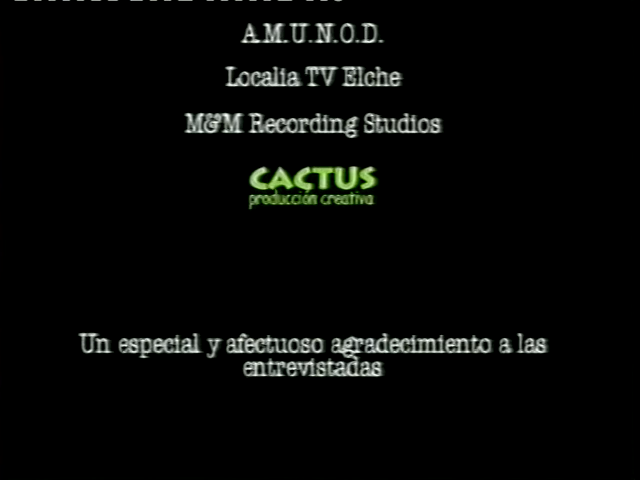 A.M.U.N.O.D.
Localia TV Elche
M&M Recording Studios
CACTUS
producción creativa
Un especial y afectuoso agradecimiento a las
entrevistadas